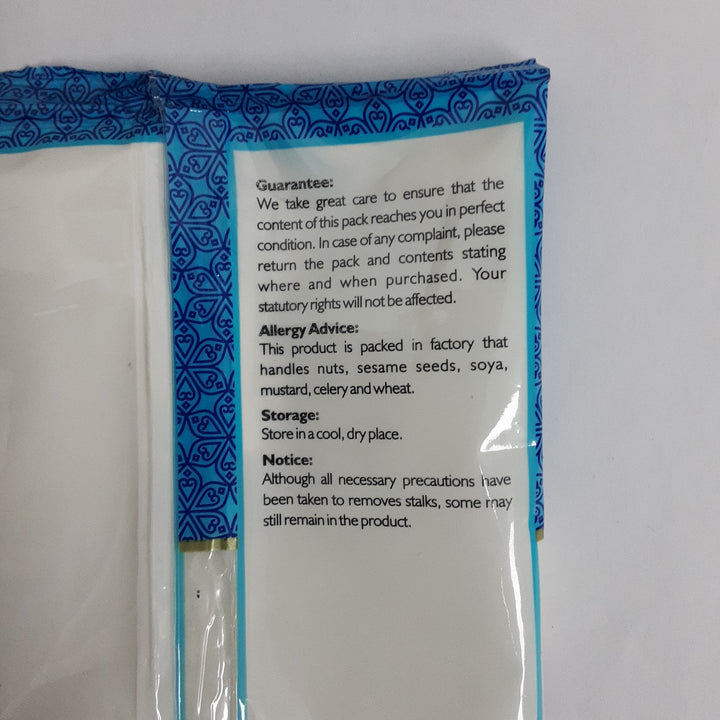 Guarantee:
We take great care to ensure that the
content of this pack reaches you in perfect
condition. In case of any complaint, please
return the pack and contents stating
where and when purchased. Your
statutory rights will not be affected.
Allergy Advice:
This product is packed in factory that
handles nuts, sesame seeds, soya,
mustard, celery and wheat.
Storage:
Store in a cool, dry place.
Notice:
Although all necessary precautions have
been taken to removes stalks, some may
still remain in the product.